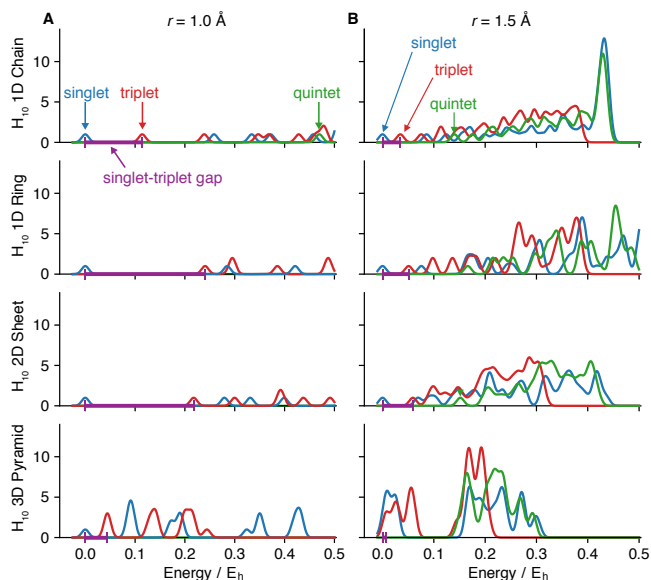 A
r = 1.0 Å
B
r = 1.5 Å
H10 1D Chain
10
5
0
singlet
triplet
quintet
singlet-triplet gap
singlet
triplet
quintet
H10 1D Ring
10
5
0
H10 2D Sheet
10
5
0
H10 3D Pyramid
10
5
0
0.0 0.1 0.2 0.3 0.4 0.5
Energy / Eh
0.0 0.1 0.2 0.3 0.4 0.5
Energy / Eh